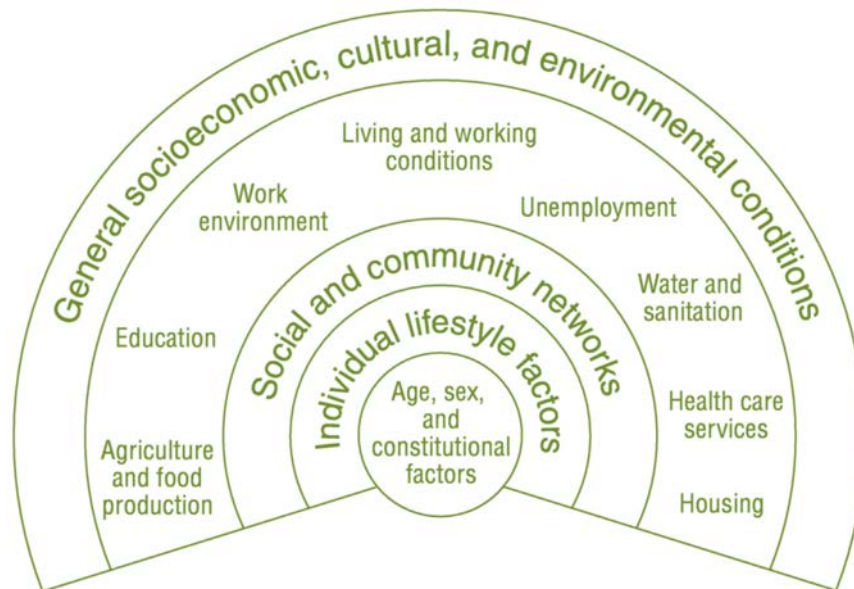 General socioeconomic, cultural, and environmental conditions
Living and working
conditions
Work
environment
Unemployment
Water and
sanitation
Education
Agriculture
and food
production
Health care
services
Housing
Social and community networks
Individual lifestyle factors
Age, sex,
and
constitutional
factors